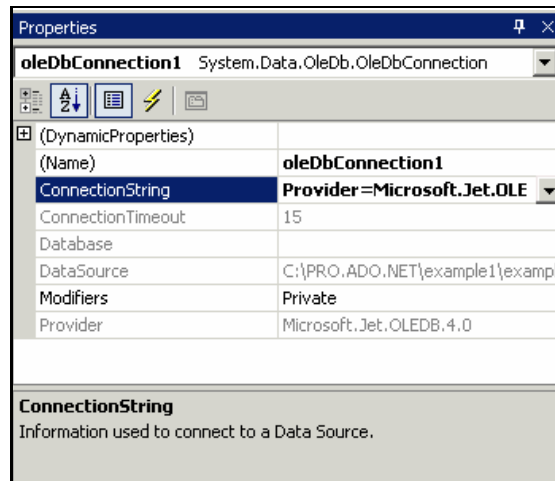 Properties
oleDbConnection1 System.Data.OleDb.OleDbConnection
(DynamicProperties)
(Name) oleDbConnection1
ConnectionString Provider=Microsoft.Jet.OLE
ConnectionTimeout 15
Database
DataSource C:\PRO.ADO.NET\example1\examp
Modifiers Private
Provider Microsoft.Jet.OLEDB.4.0
ConnectionString
Information used to connect to a Data Source.